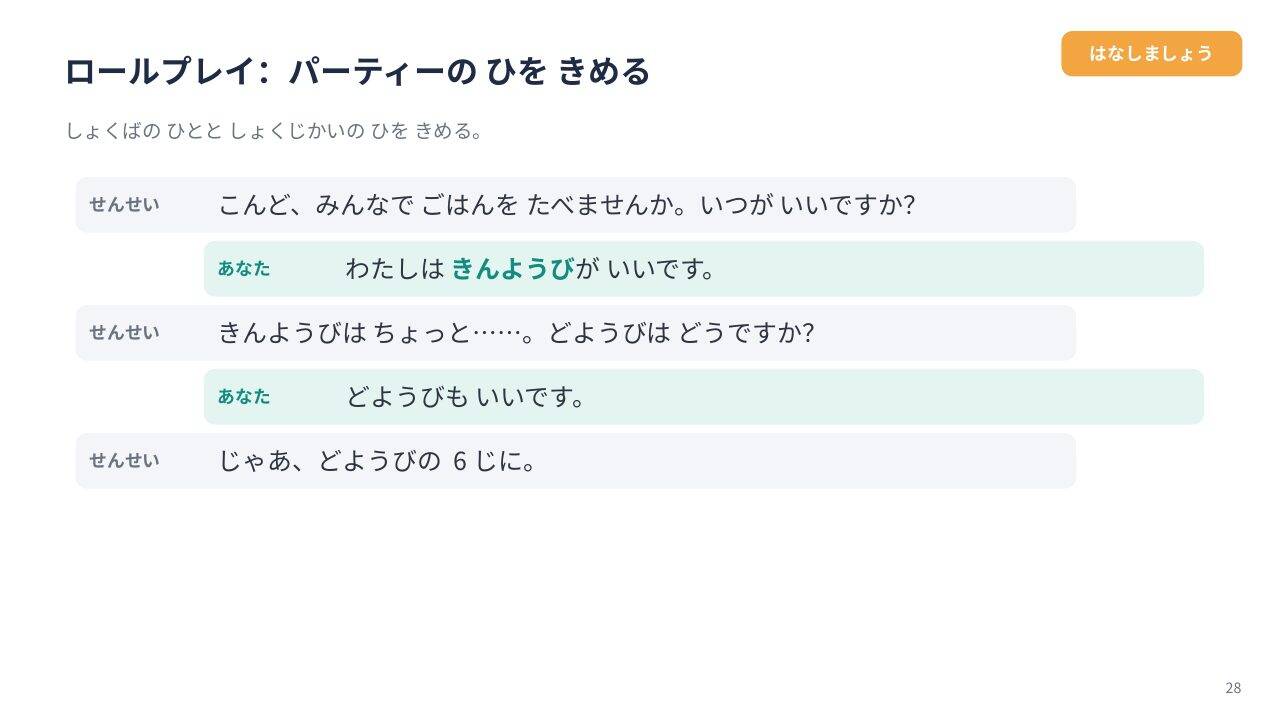 ロールプレイ：パーティーの ひを きめる
はなしましょう
しょくばの ひとと しょくじかいの ひを きめる。
せんせい こんど、みんなで ごはんを たべませんか。いつが いいですか？
あなた わたしは きんようびが いいです。
せんせい きんようびは ちょっと……。どようびは どうですか？
あなた どようびも いいです。
せんせい じゃあ、どようびの 6 じに。
28